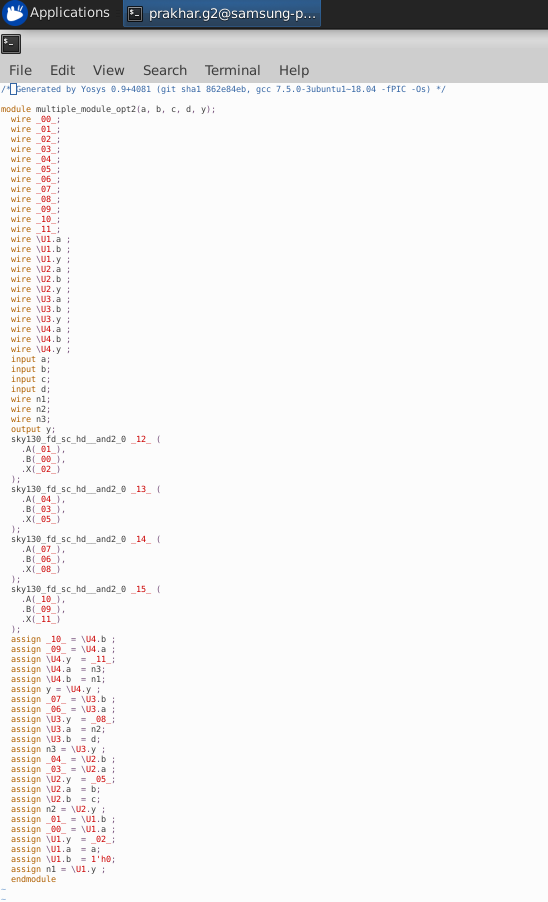 Applications prakhar.g2@samsung-p...
File Edit View Search Terminal Help
/* Generated by Yosys 0.9+4081 (git sha1 862e84eb, gcc 7.5.0-3ubuntu1~18.04 -fPIC -Os) */
module multiple_module_opt2(a, b, c, d, y);
wire _00_;
wire _01_;
wire _02_;
wire _03_;
wire _04_;
wire _05_;
wire _06_;
wire _07_;
wire _08_;
wire _09_;
wire _10_;
wire _11_;
wire \U1.a ;
wire \U1.b ;
wire \U1.y ;
wire \U2.a ;
wire \U2.b ;
wire \U2.y ;
wire \U3.a ;
wire \U3.b ;
wire \U3.y ;
wire \U4.a ;
wire \U4.b ;
wire \U4.y ;
input a;
input b;
input c;
input d;
wire n1;
wire n2;
wire n3;
output y;
sky130_fd_sc_hd__and2_0 _12_ (
.A(_01_),
.B(_00_),
.X(_02_)
);
sky130_fd_sc_hd__and2_0 _13_ (
.A(_04_),
.B(_03_),
.X(_05_)
);
sky130_fd_sc_hd__and2_0 _14_ (
.A(_07_),
.B(_06_),
.X(_08_)
);
sky130_fd_sc_hd__and2_0 _15_ (
.A(_10_),
.B(_09_),
.X(_11_)
);
assign _10_ = \U4.b ;
assign _09_ = \U4.a ;
assign \U4.y  = _11_;
assign \U4.a  = n3;
assign \U4.b  = n1;
assign y = \U4.y ;
assign _07_ = \U3.b ;
assign _06_ = \U3.a ;
assign \U3.y  = _08_;
assign \U3.a  = n2;
assign \U3.b  = d;
assign n3 = \U3.y ;
assign _04_ = \U2.b ;
assign _03_ = \U2.a ;
assign \U2.y  = _05_;
assign \U2.a  = b;
assign \U2.b  = c;
assign n2 = \U2.y ;
assign _01_ = \U1.b ;
assign _00_ = \U1.a ;
assign \U1.y  = _02_;
assign \U1.a  = a;
assign \U1.b  = 1'h0;
assign n1 = \U1.y ;
endmodule
~
~